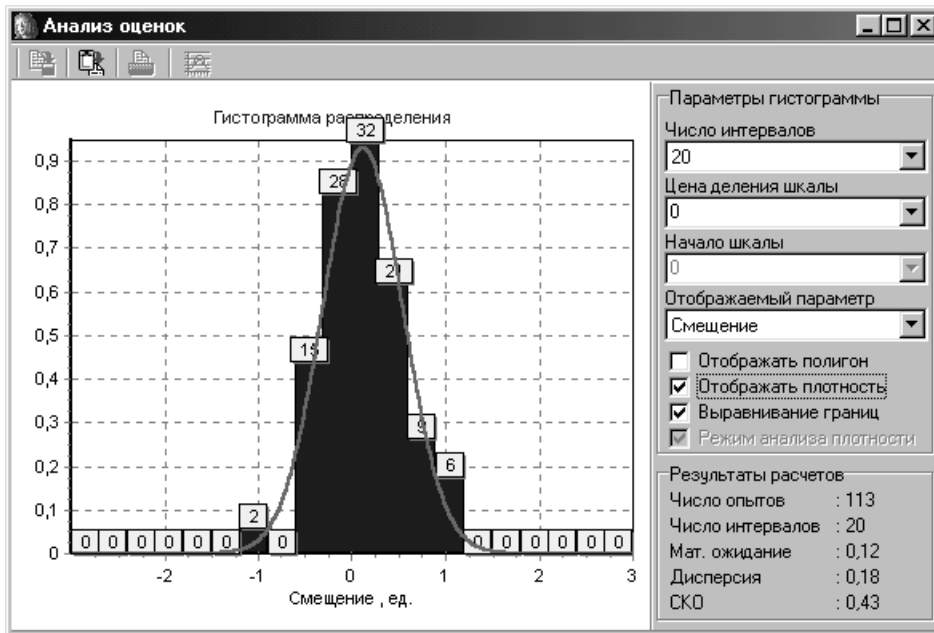 Анализ оценок
Гистограмма распределения
32
28
21
15
9
6
2
0 0 0 0 0 0 0 0 0 0 0 0 0
0,9
0,8
0,7
0,6
0,5
0,4
0,3
0,2
0,1
0
-2 -1 0 1 2 3
Смещение , ед.
Параметры гистограммы
Число интервалов
20
Цена деления шкалы
0
Начало шкалы
0
Отображаемый параметр
Смещение
Отображать полигон
Отображать плотность
Выравнивание границ
Режим анализа плотности
Результаты расчетов
Число опытов : 113
Число интервалов : 20
Мат. ожидание : 0,12
Дисперсия : 0,18
СКО : 0,43